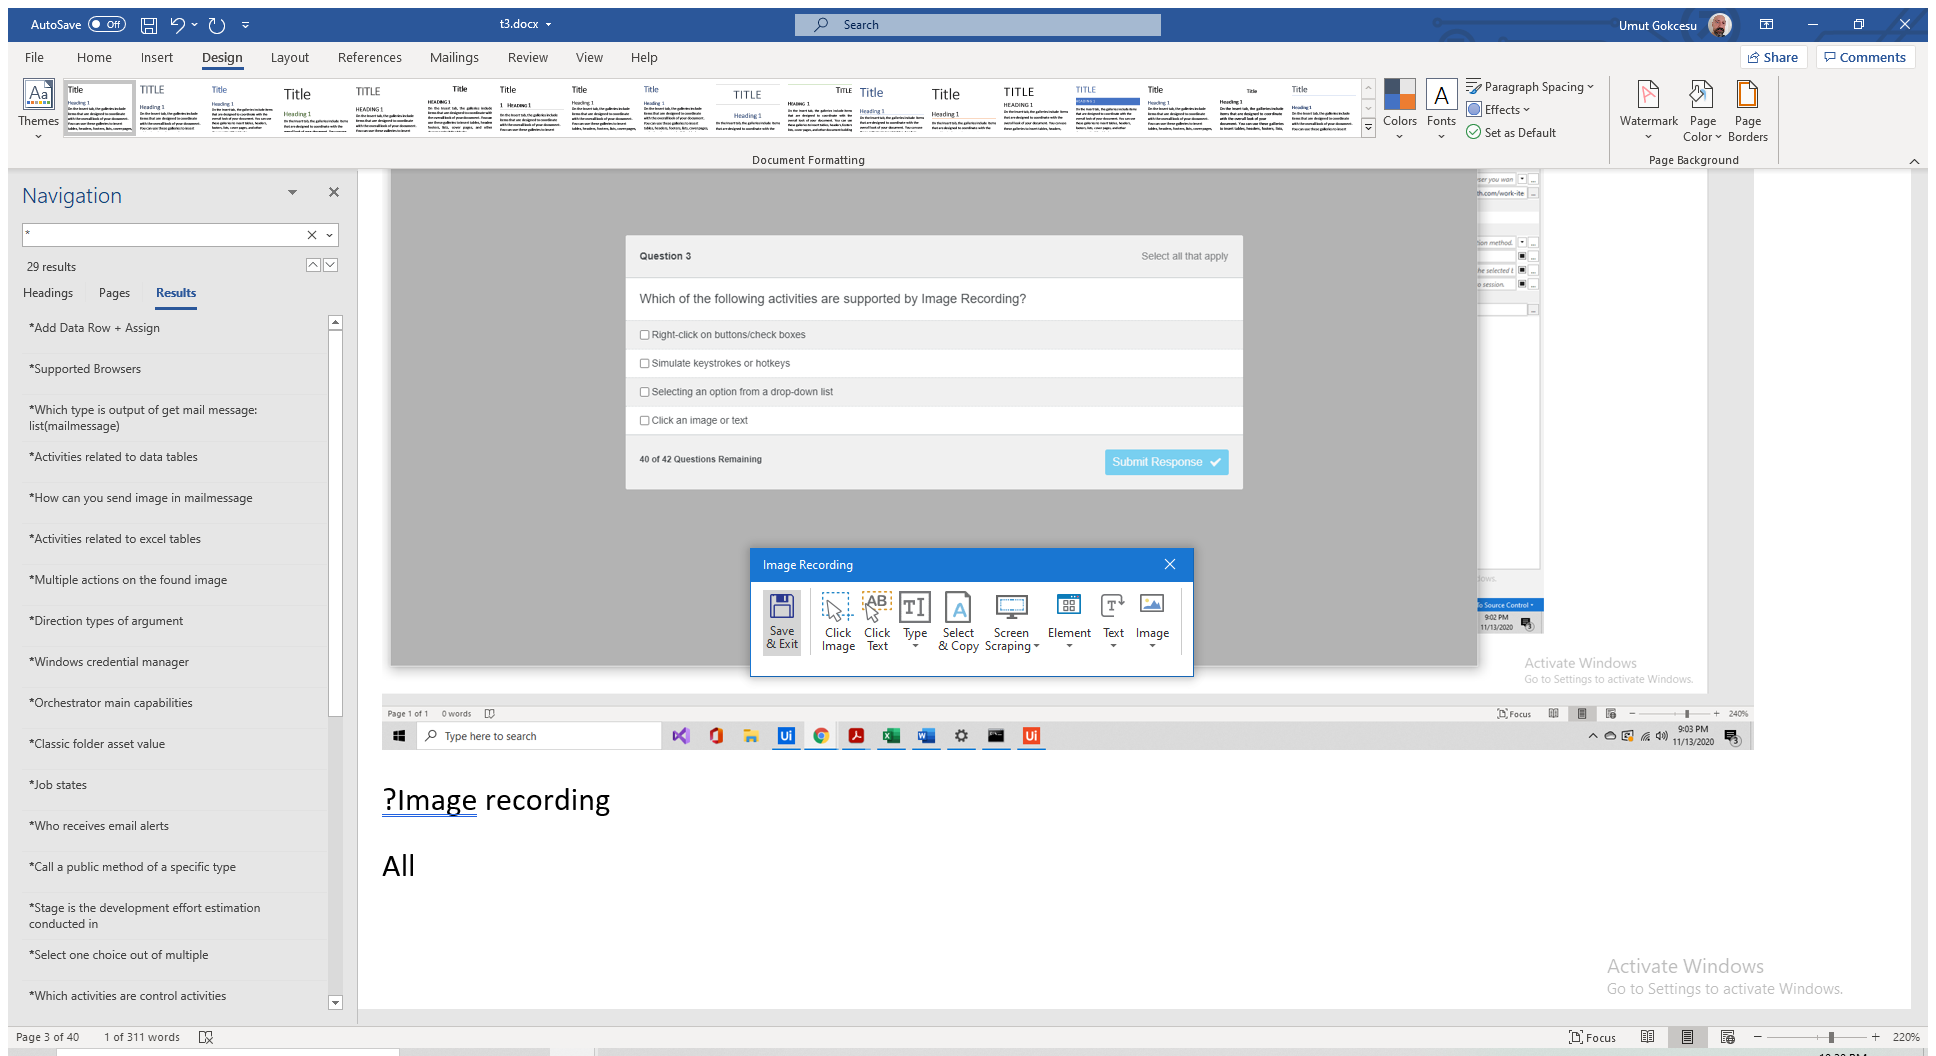 AutoSave Off t3.docx Search Umut Gokcesu
File Home Insert Design Layout References Mailings Review View Help Share Comments
Themes
Colors Fonts Paragraph Spacing Effects Set as Default
Watermark Page Color Page Borders
Document Formatting Page Background
Navigation
*
29 results
Headings Pages Results
*Add Data Row + Assign
*Supported Browsers
*Which type is output of get mail message:
list(mailmessage)
*Activities related to data tables
*How can you send image in mailmessage
*Activities related to excel tables
*Multiple actions on the found image
*Direction types of argument
*Windows credential manager
*Orchestrator main capabilities
*Classic folder asset value
*Job states
*Who receives email alerts
*Call a public method of a specific type
*Stage is the development effort estimation
conducted in
*Select one choice out of multiple
*Which activities are control activities
Question 3 Select all that apply
Which of the following activities are supported by Image Recording?
Right-click on buttons/check boxes
Simulate keystrokes or hotkeys
Selecting an option from a drop-down list
Click an image or text
40 of 42 Questions Remaining Submit Response
Image Recording
Save & Exit
Click Image
Click Text
Type
Select & Copy
Screen Scraping
Element
Text
Image
9:02 PM
11/13/2020
Activate Windows
Go to Settings to activate Windows.
Page 1 of 1 0 words Focus 240%
Type here to search 9:03 PM
11/13/2020
?Image recording
All
Activate Windows
Go to Settings to activate Windows.
Page 3 of 40 1 of 311 words Focus 220%